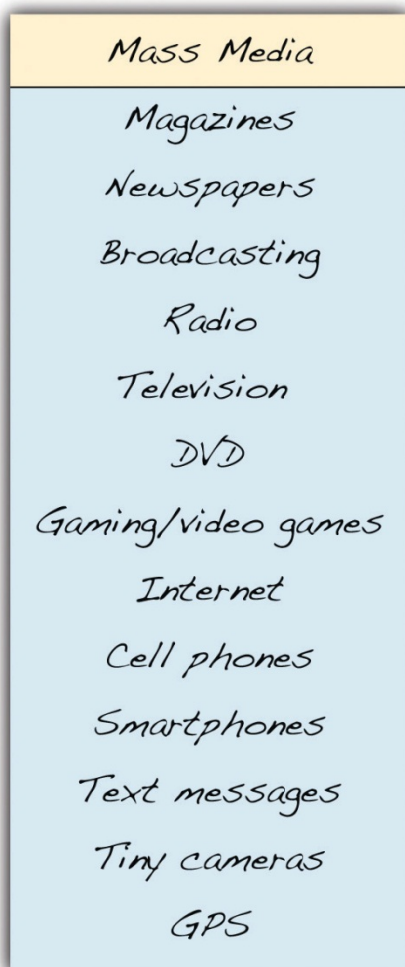 Mass Media
Magazines
Newspapers
Broadcasting
Radio
Television
DVD
Gaming/video games
Internet
Cell phones
Smartphones
Text messages
Tiny cameras
GPS